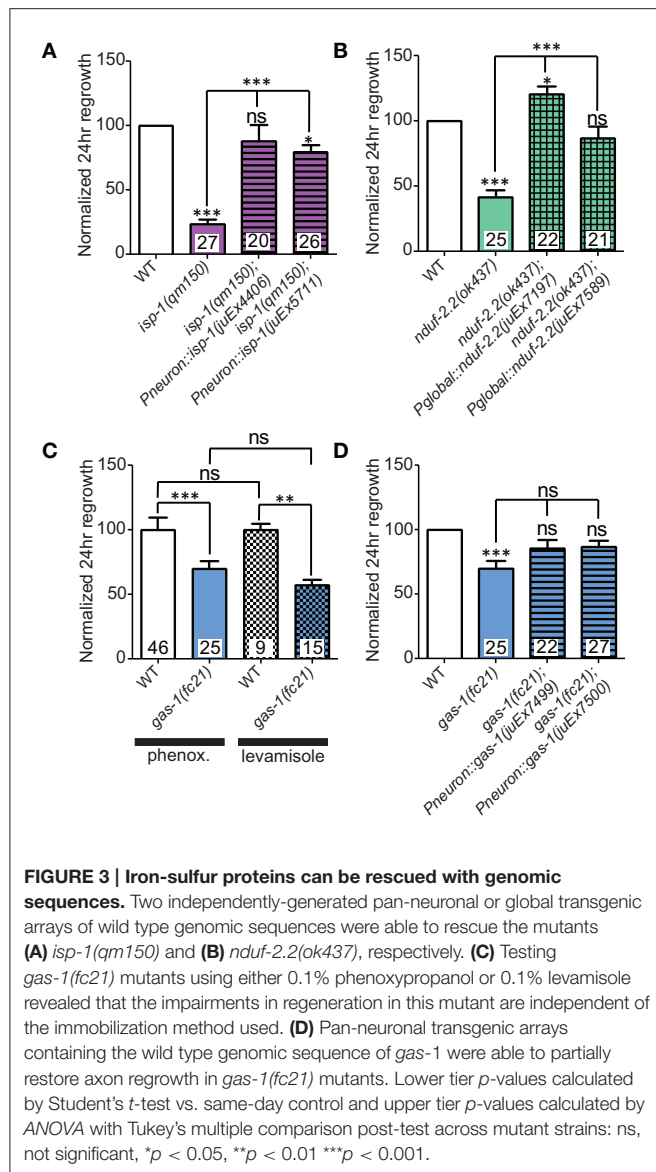 A
Normalized 24hr regrowth
150
100
50
0
***
***
ns
*
27
20
26
WT
isp-1(qm150)
isp-1(qm150);
Pneuron::isp-1(juEx4406)
isp-1(qm150);
Pneuron::isp-1(juEx5711)
B
Normalized 24hr regrowth
150
100
50
0
***
***
*
ns
25
22
21
WT
nduf-2.2(ok437)
nduf-2.2(ok437);
Pglobal::nduf-2.2(juEx7197)
nduf-2.2(ok437);
Pglobal::nduf-2.2(juEx7589)
C
Normalized 24hr regrowth
150
100
50
0
ns
ns
***
**
46
25
9
15
WT
gas-1(fc21)
WT
gas-1(fc21)
phenox.
levamisole
D
Normalized 24hr regrowth
150
100
50
0
ns
***
ns
ns
25
22
27
WT
gas-1(fc21)
gas-1(fc21);
Pneuron::gas-1(juEx7499)
gas-1(fc21);
Pneuron::gas-1(juEx7500)
FIGURE 3 | Iron-sulfur proteins can be rescued with genomic
sequences. Two independently-generated pan-neuronal or global transgenic
arrays of wild type genomic sequences were able to rescue the mutants
(A) isp-1(qm150) and (B) nduf-2.2(ok437), respectively. (C) Testing
gas-1(fc21) mutants using either 0.1% phenoxypropanol or 0.1% levamisole
revealed that the impairments in regeneration in this mutant are independent of
the immobilization method used. (D) Pan-neuronal transgenic arrays
containing the wild type genomic sequence of gas-1 were able to partially
restore axon regrowth in gas-1(fc21) mutants. Lower tier p-values calculated
by Student's t-test vs. same-day control and upper tier p-values calculated by
ANOVA with Tukey's multiple comparison post-test across mutant strains: ns,
not significant, *p < 0.05, **p < 0.01 ***p < 0.001.